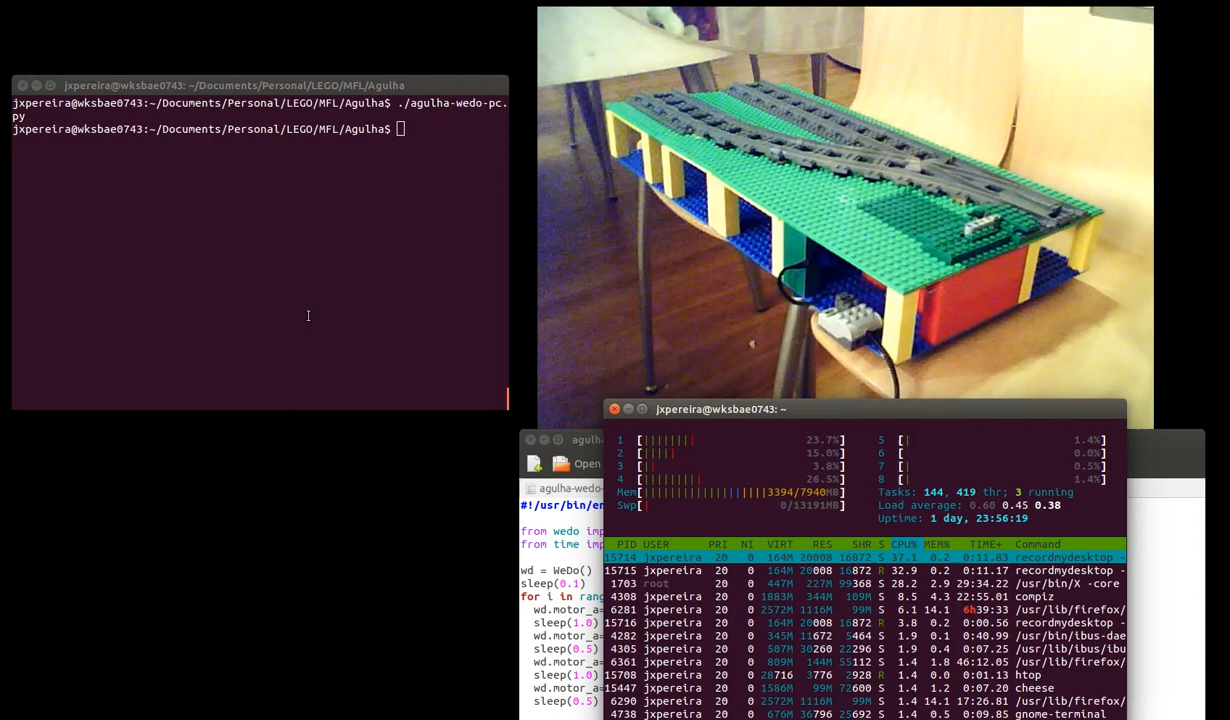 jxpereira@wksbae0743: ~/Documents/Personal/LEGO/MFL/Agulha
jxpereira@wksbae0743:~/Documents/Personal/LEGO/MFL/Agulha$ ./agulha-wedo-pc.
py
jxpereira@wksbae0743:~/Documents/Personal/LEGO/MFL/Agulha$
agulha
Open
agulha-wedo-
#!/usr/bin/en
from wedo imp
from time imp
wd = WeDo()
sleep(0.1)
for i in rang
wd.motor_a=
sleep(1.0)
wd.motor_a=
sleep(0.5)
wd.motor_a=
sleep(1.0)
wd.motor_a=
sleep(0.5)
jxpereira@wksbae0743: ~
1 [|||||||| 23.7%] 5 [| 1.4%]
2 [||||| 15.0%] 6 [ 0.0%]
3 [|| 3.8%] 7 [| 0.5%]
4 [||||||||| 26.5%] 8 [| 1.4%]
Mem[||||||||||||||||||||3394/7940MB] Tasks: 144, 419 thr; 3 running
Swp[| 0/13191MB] Load average: 0.60 0.45 0.38
Uptime: 1 day, 23:56:19
PID USER PRI NI VIRT RES SHR S CPU% MEM% TIME+ Command
15714 jxpereira 20 0 164M 20008 16872 S 37.1 0.2 0:11.83 recordmydesktop -
15715 jxpereira 20 0 164M 20008 16872 R 32.9 0.2 0:11.17 recordmydesktop -
1703 root 20 0 447M 227M 99368 S 28.2 2.9 29:34.22 /usr/bin/X -core
4308 jxpereira 20 0 1883M 344M 109M S 8.5 4.3 22:55.01 compiz
6281 jxpereira 20 0 2572M 1116M 99M S 6.1 14.1 6h39:33 /usr/lib/firefox/
15716 jxpereira 20 0 164M 20008 16872 R 3.8 0.2 0:00.56 recordmydesktop -
4282 jxpereira 20 0 345M 11672 5464 S 1.9 0.1 0:40.99 /usr/bin/ibus-dae
4305 jxpereira 20 0 507M 30260 22296 S 1.9 0.4 0:07.25 /usr/lib/ibus/ibu
6361 jxpereira 20 0 809M 144M 55112 S 1.4 1.8 46:12.05 /usr/lib/firefox/
15708 jxpereira 20 0 28716 3776 2928 R 1.4 0.0 0:01.13 htop
15447 jxpereira 20 0 1586M 99M 72600 S 1.4 1.2 0:07.20 cheese
6290 jxpereira 20 0 2572M 1116M 99M S 1.4 14.1 17:26.81 /usr/lib/firefox/
4738 jxpereira 20 0 676M 36796 25692 S 1.4 0.5 0:09.85 gnome-terminal